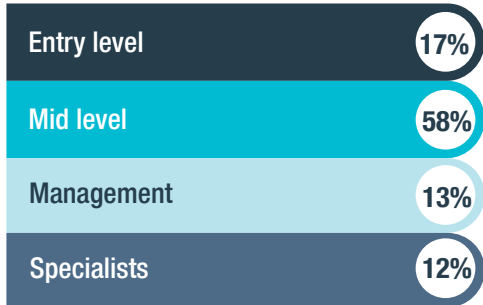 Entry level 17%
Mid level 58%
Management 13%
Specialists 12%